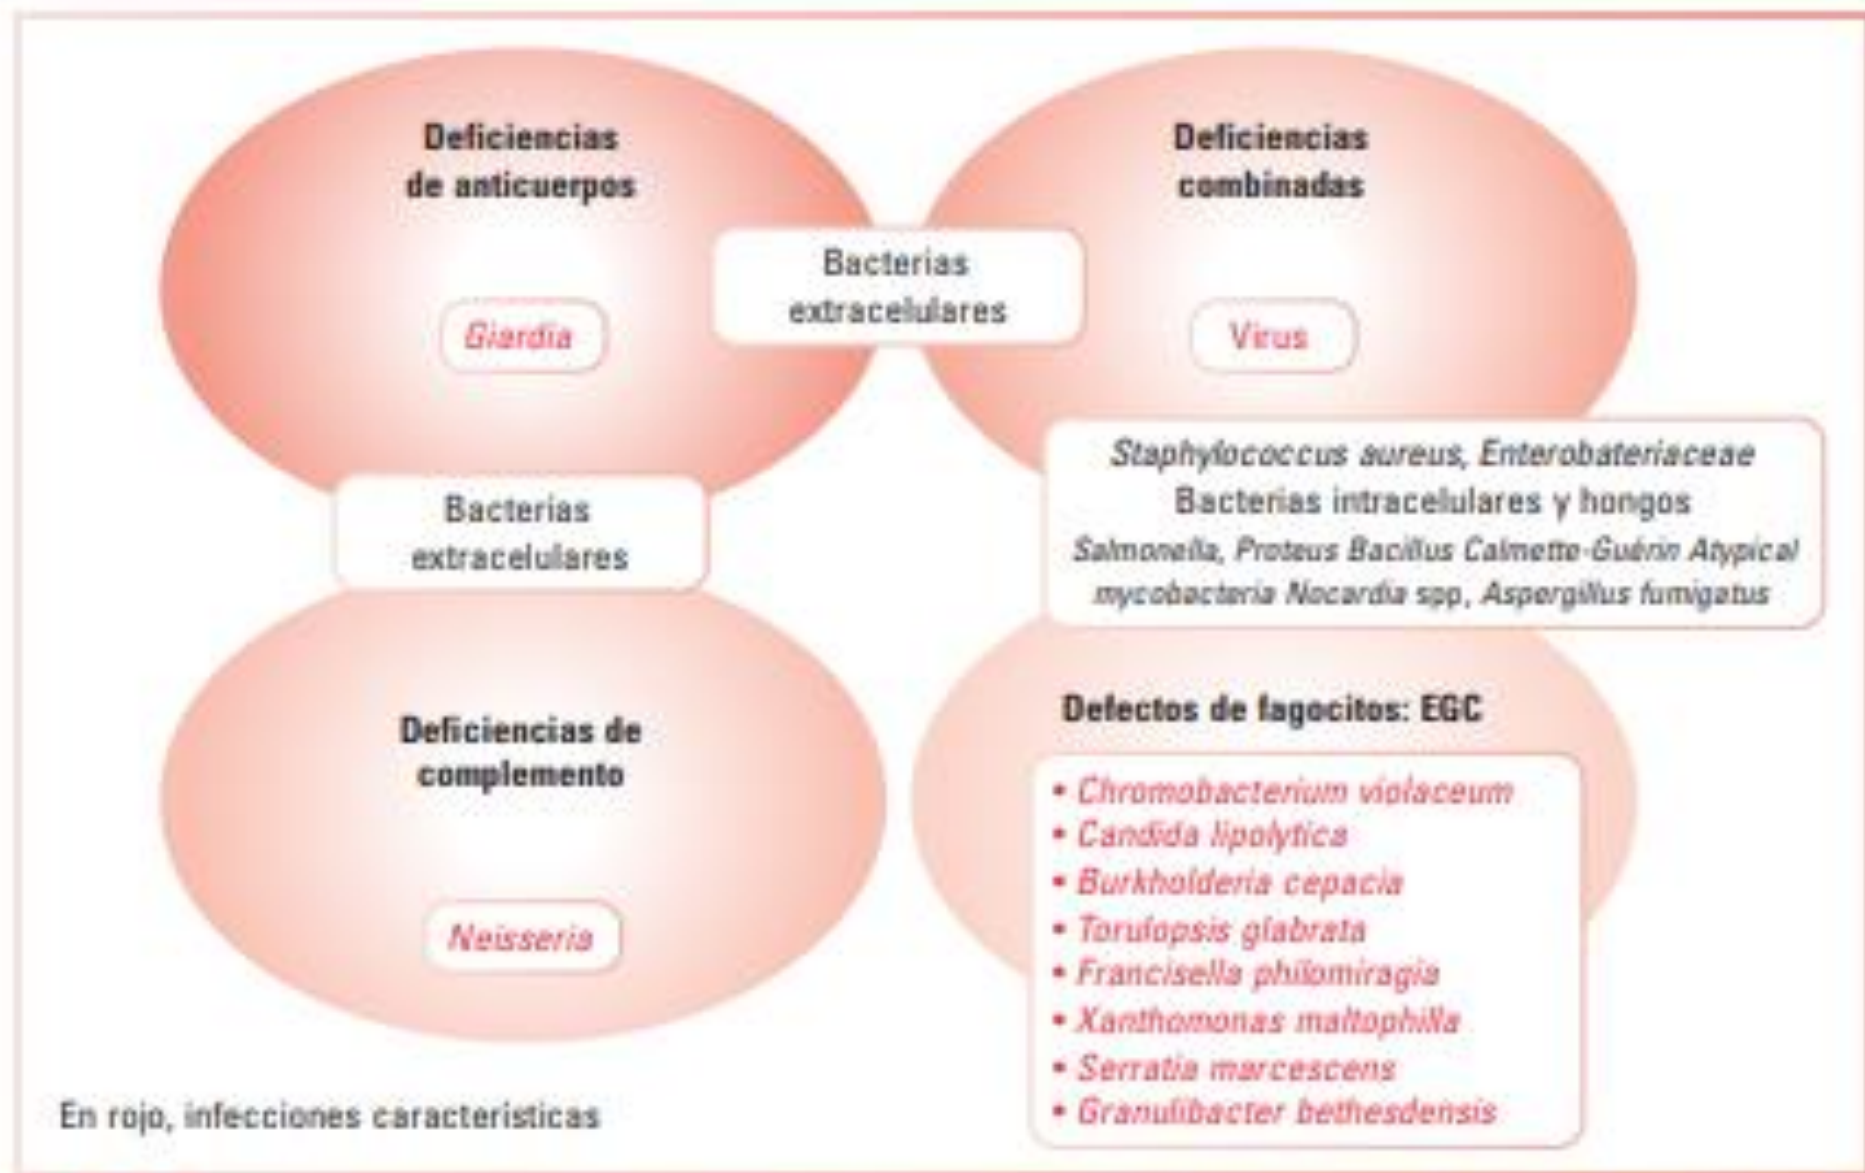 Deficiencias
de anticuerpos
Giardia
Bacterias
extracelulares
Deficiencias
combinadas
Virus
Bacterias
extracelulares
Staphylococcus aureus, Enterobateriaceae
Bacterias intracelulares y hongos
Salmonella, Proteus Bacillus Calmette-Guérin Atypical
mycobacteria Nocardia spp, Aspergillus fumigatus
Deficiencias de
complemento
Neisseria
Defectos de fagocitos: EGC
• Chromobacterium violaceum
• Candida lipolytica
• Burkholderia cepacia
• Torulopsis glabrata
• Francisella philomiragia
• Xanthomonas maltophilla
• Serratia marcescens
• Granulibacter bethesdensis
En rojo, infecciones características